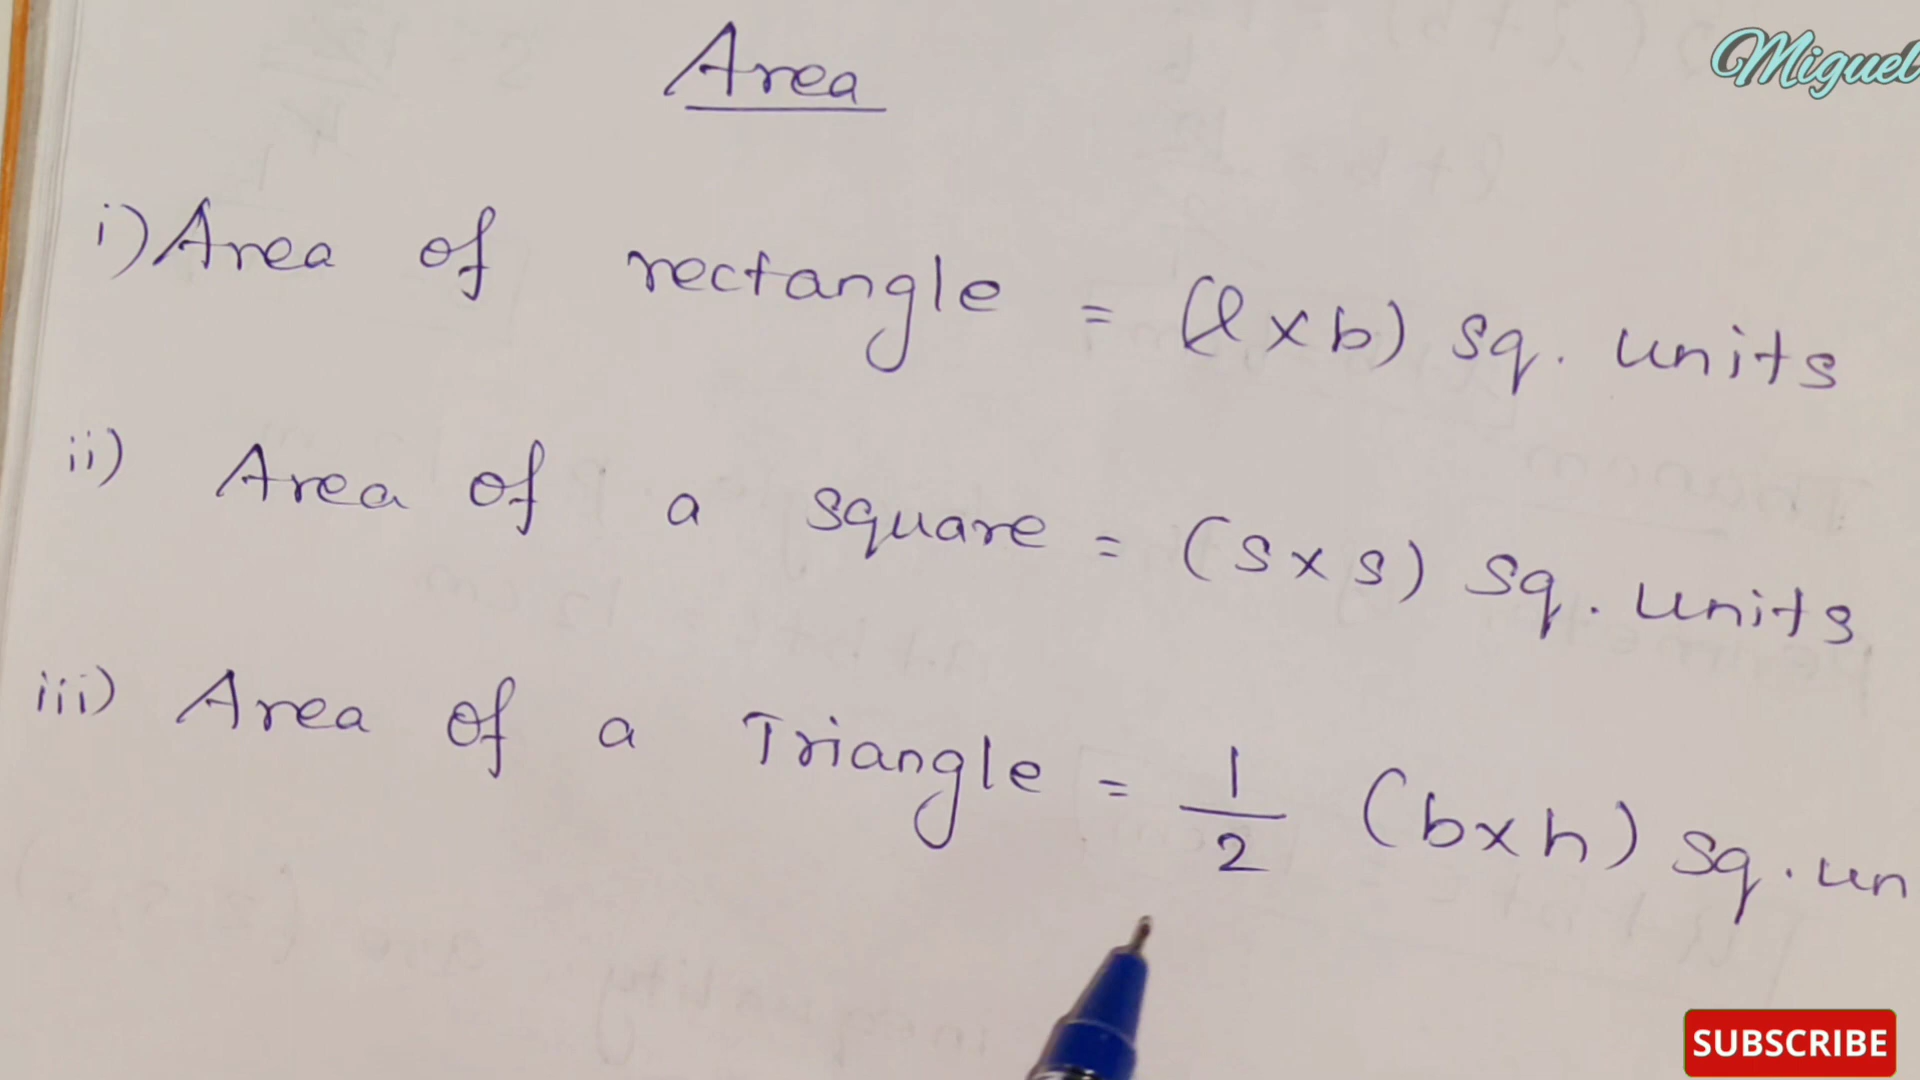 Area
Miguel
i) Area of rectangle = (l × b) sq. units
ii) Area of a square = (s × s) sq. units
iii) Area of a Triangle = 1/2 (b × h) sq. un
SUBSCRIBE